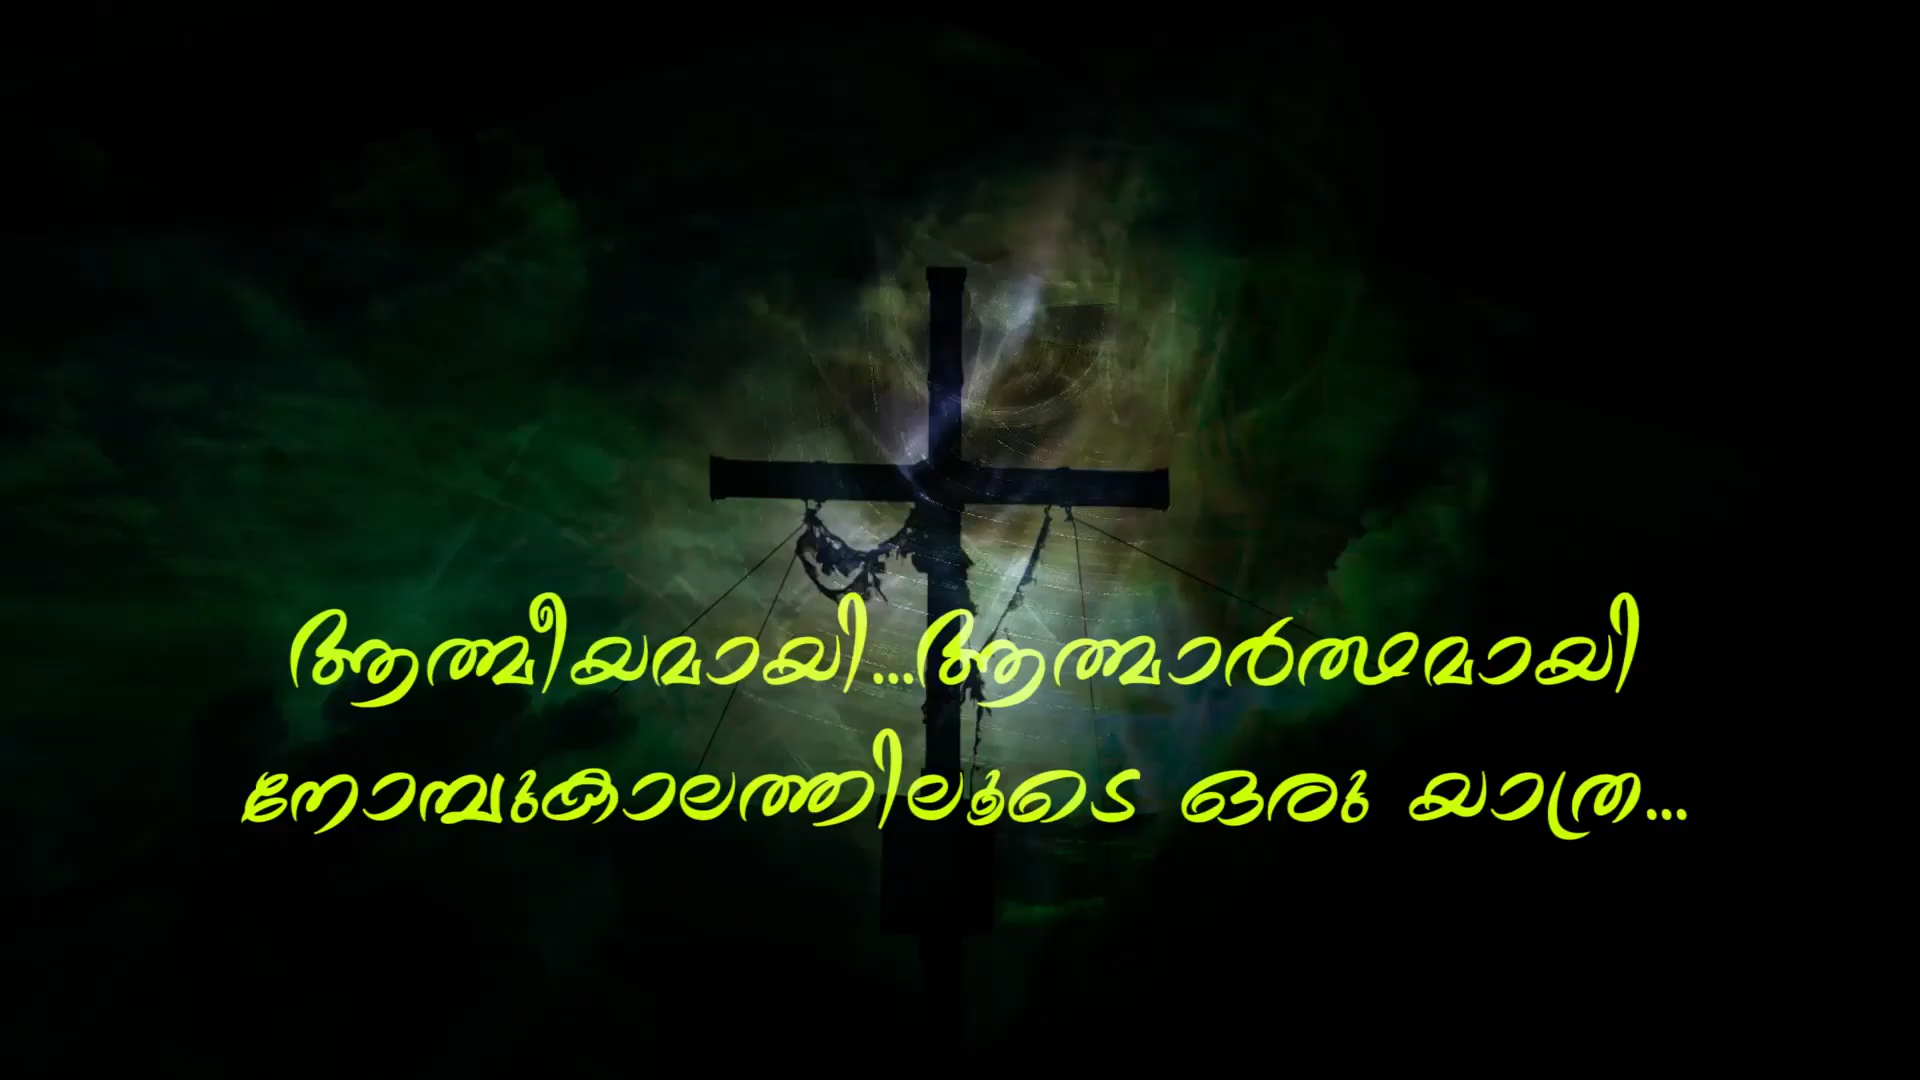 ആത്മീയമായി...ആത്മാർത്ഥമായി
നോമ്പുകാലത്തിലൂടെ ഒരു യാത്ര...